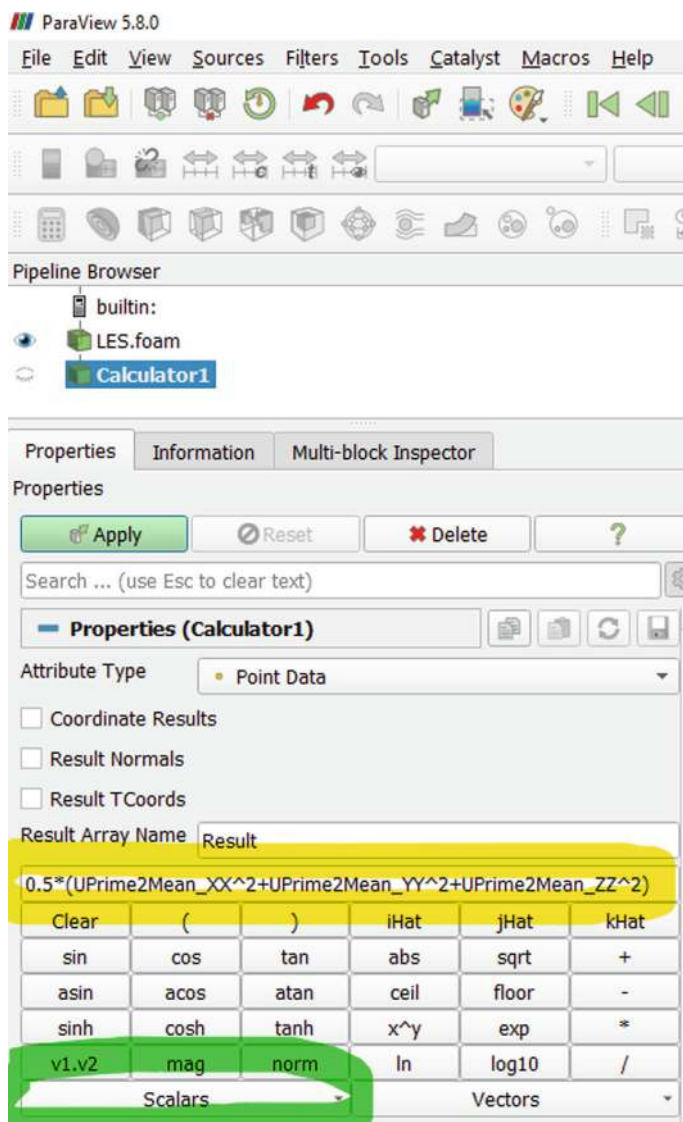 ParaView 5.8.0
File Edit View Sources Filters Tools Catalyst Macros Help
Pipeline Browser
builtin:
LES.foam
Calculator1
Properties Information Multi-block Inspector
Properties
Apply Reset Delete ?
Search ... (use Esc to clear text)
Properties (Calculator1)
Attribute Type Point Data
Coordinate Results
Result Normals
Result TCoords
Result Array Name Result
0.5*(UPrime2Mean_XX^2+UPrime2Mean_YY^2+UPrime2Mean_ZZ^2)
Clear ( ) iHat jHat kHat
sin cos tan abs sqrt +
asin acos atan ceil floor -
sinh cosh tanh x^y exp *
v1.v2 mag norm ln log10 /
Scalars Vectors